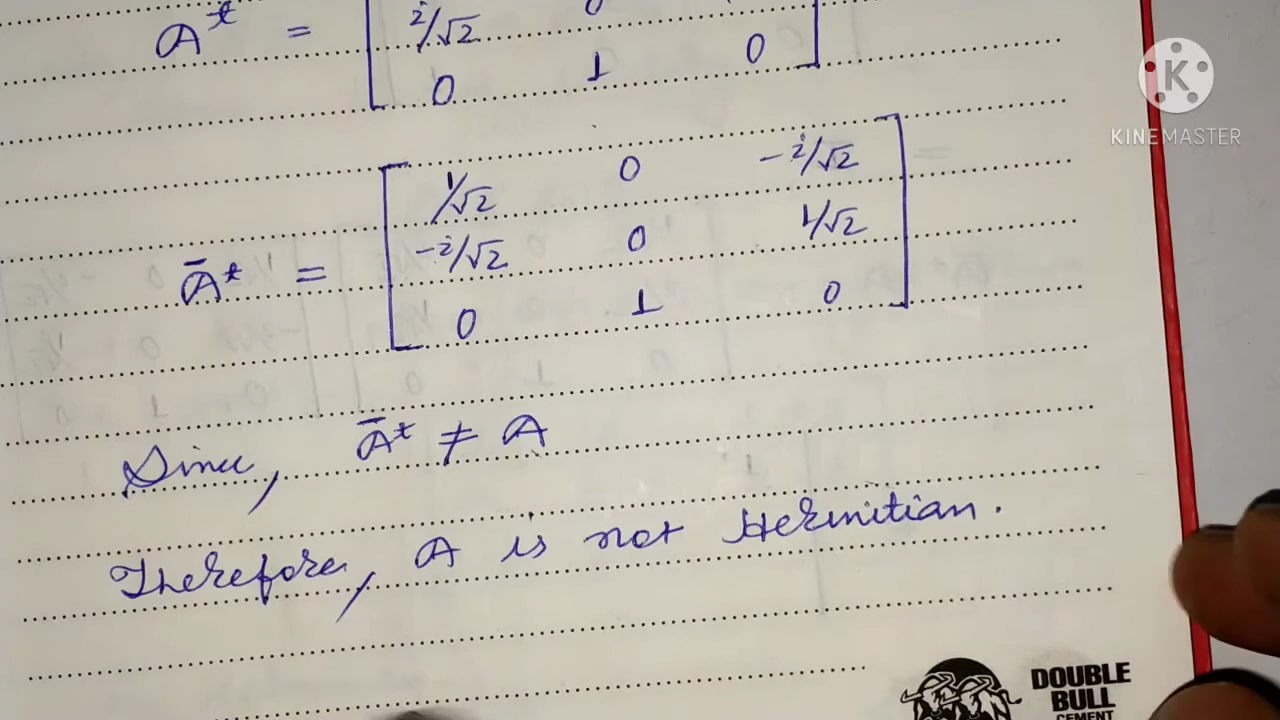 A^t = [ i/√2 0
0 1 0 ]
KINEMASTER
Ā^t = [ 1/√2 0 -i/√2
-i/√2 0 1/√2
0 1 0 ]
Since, Ā^t ≠ A
Therefore, A is not Hermitian.
DOUBLE
BULL
CEMENT